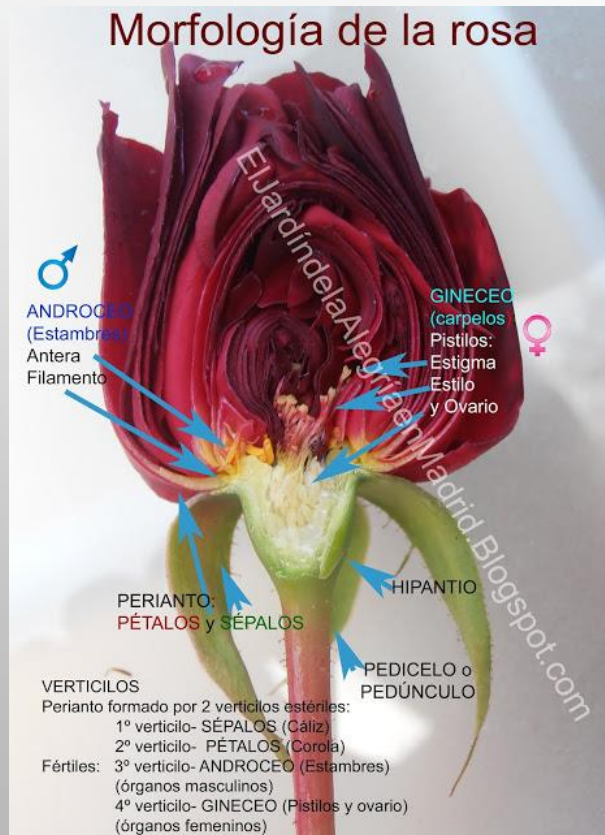 Morfología de la rosa
ElJardíndelaAlegríaenMadrid.Blogspot.com
ANDROCEO
(Estambres)
Antera
Filamento
GINECEO
(carpelos)
Pistilos:
Estigma
Estilo
y Ovario
HIPANTIO
PERIANTO:
PÉTALOS y SÉPALOS
PEDICELO o
PEDÚNCULO
VERTICILOS
Perianto formado por 2 verticilos estériles:
1º verticilo- SÉPALOS (Cáliz)
2º verticilo- PÉTALOS (Corola)
Fértiles: 3º verticilo- ANDROCEO (Estambres)
(órganos masculinos)
4º verticilo- GINECEO (Pistilos y ovario)
(órganos femeninos)